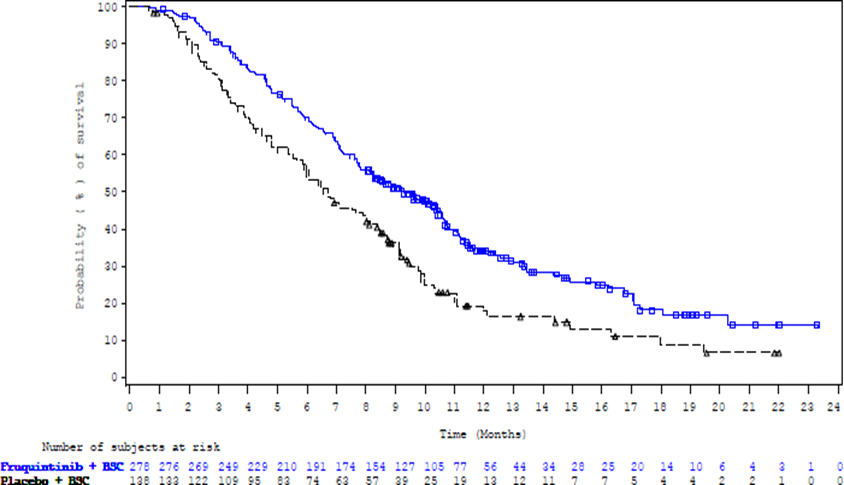 100
90
80
70
60
50
40
30
20
10
0
Probability ( % ) of survival
0 1 2 3 4 5 6 7 8 9 10 11 12 13 14 15 16 17 18 19 20 21 22 23 24
Time (Months)
Number of subjects at risk
Fruquintinib + BSC 278 276 269 249 229 210 191 174 154 127 105 77 56 44 34 28 25 20 14 10 6 4 3 1 0
Placebo + BSC 138 133 122 109 95 83 74 63 57 39 25 19 13 12 11 7 7 5 4 4 2 2 1 0 0